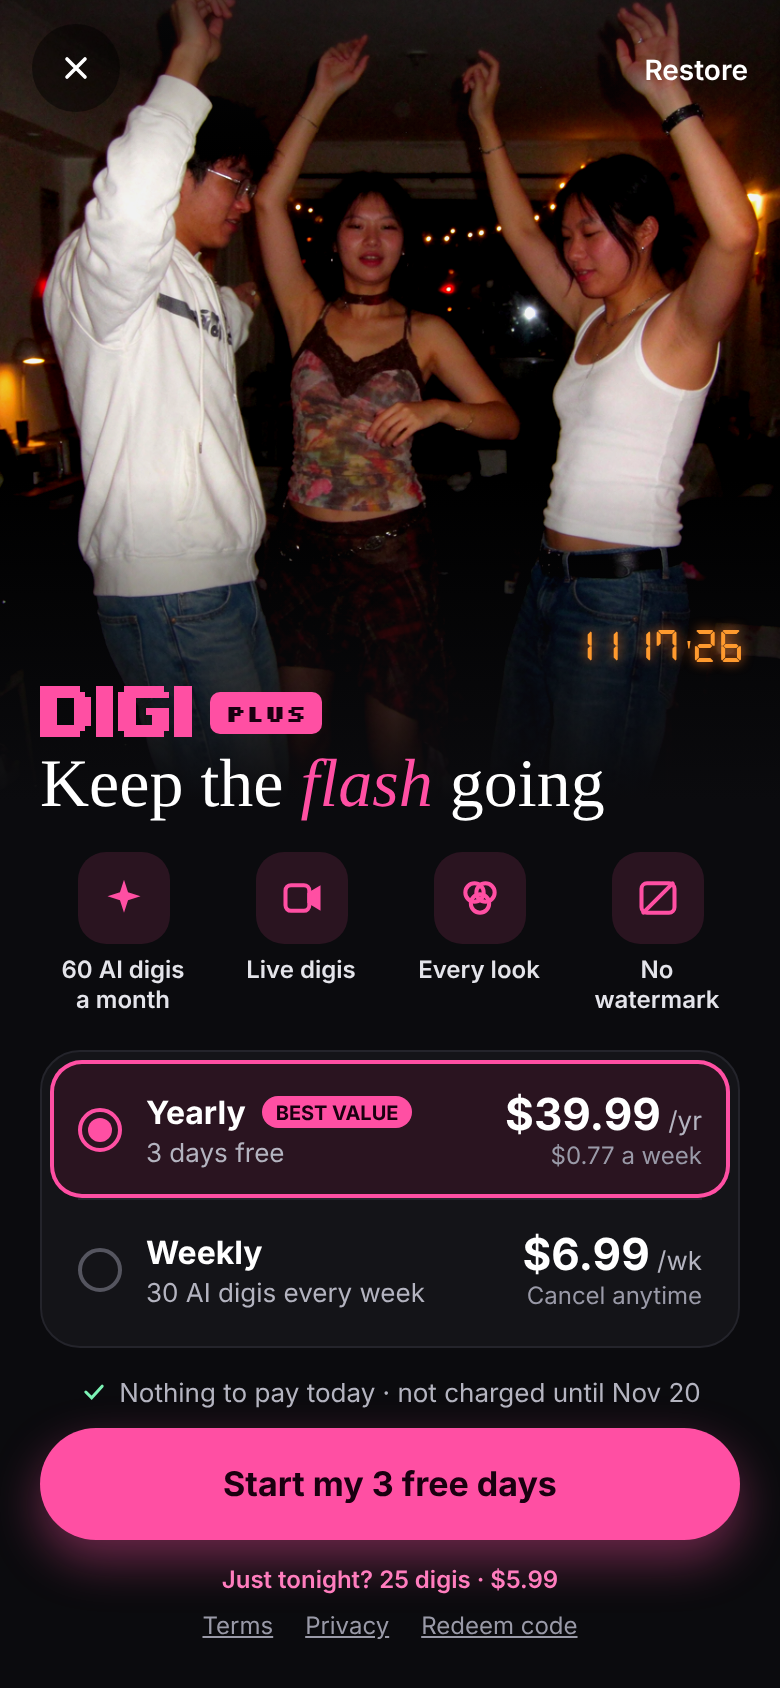 Restore
11 17 '26
DIGI PLUS
Keep the flash going
60 AI digis
a month
Live digis
Every look
No
watermark
Yearly BEST VALUE
$39.99 /yr
3 days free
$0.77 a week
Weekly
$6.99 /wk
30 AI digis every week
Cancel anytime
Nothing to pay today · not charged until Nov 20
Start my 3 free days
Just tonight? 25 digis · $5.99
Terms Privacy Redeem code